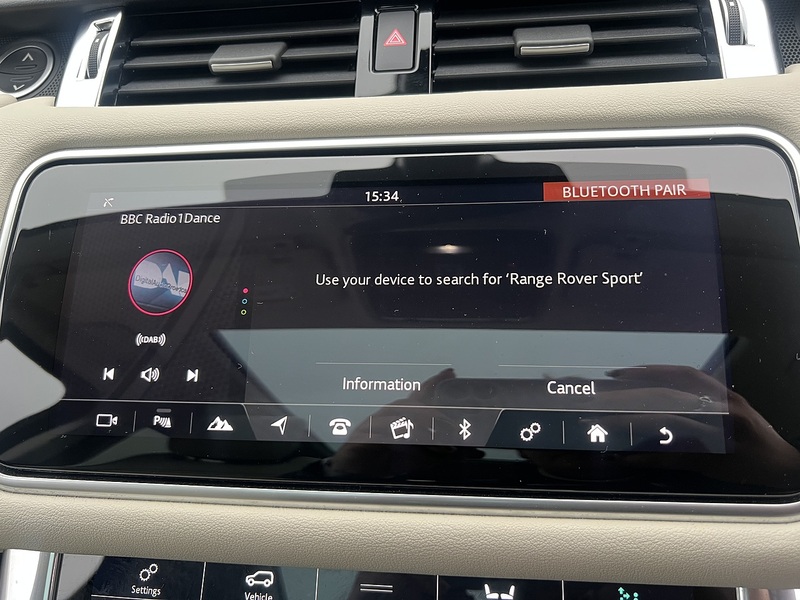 15:34
BLUETOOTH PAIR
BBC Radio1Dance
Use your device to search for ‘Range Rover Sport’
((DAB))
Information
Cancel
P
Settings
Vehicle